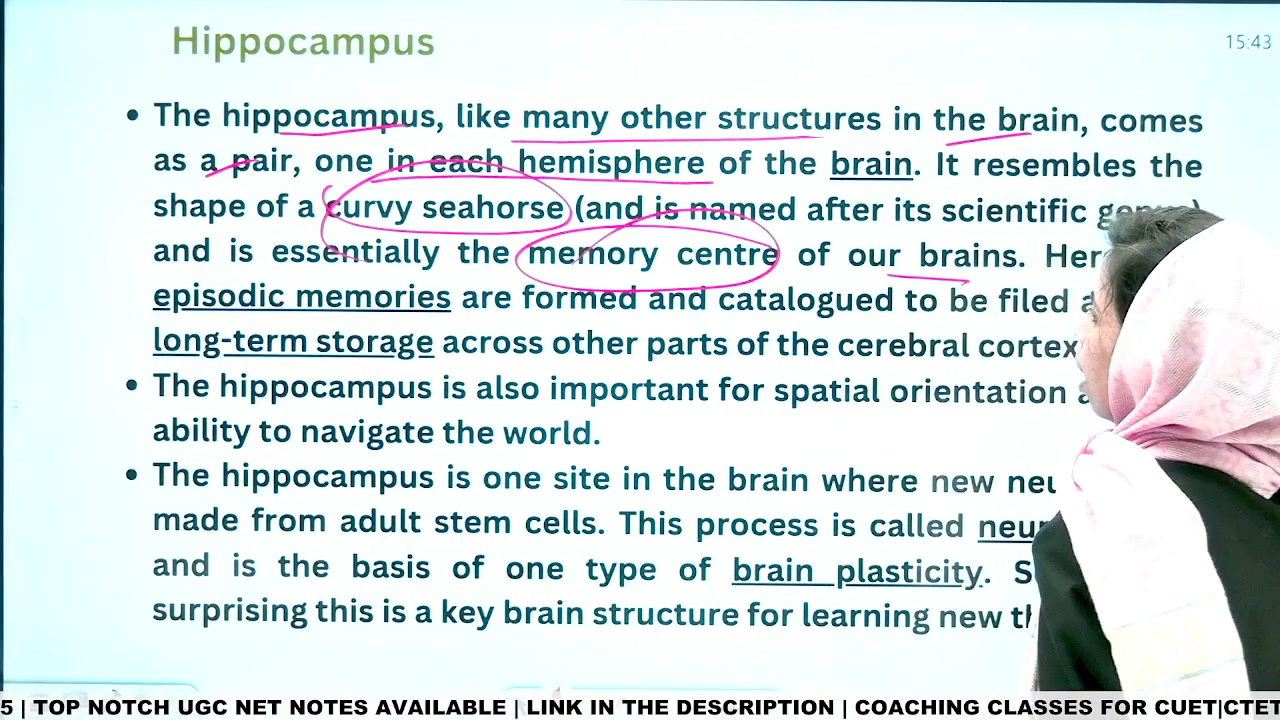 Hippocampus
15:43
• The hippocampus, like many other structures in the brain, comes
as a pair, one in each hemisphere of the brain. It resembles the
shape of a curvy seahorse (and is named after its scientific
and is essentially the memory centre of our brains.
episodic memories are formed and catalogued to be filed
long-term storage across other parts of the cerebral cortex
• The hippocampus is also important for spatial orientation
ability to navigate the world.
• The hippocampus is one site in the brain where new
made from adult stem cells. This process is called
and is the basis of one type of brain plasticity.
surprising this is a key brain structure for learning new
5 | TOP NOTCH UGC NET NOTES AVAILABLE | LINK IN THE DESCRIPTION | COACHING CLASSES FOR CUET|CTET